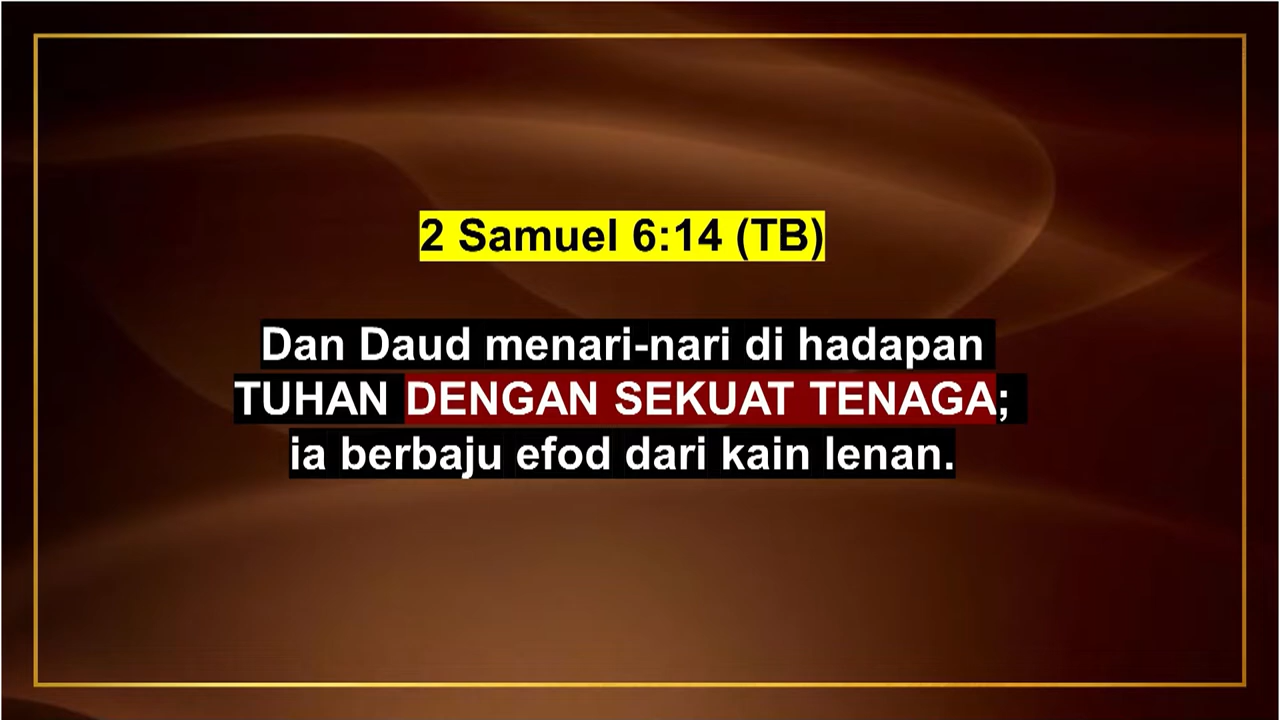 2 Samuel 6:14 (TB)
Dan Daud menari-nari di hadapan
TUHAN DENGAN SEKUAT TENAGA;
ia berbaju efod dari kain lenan.